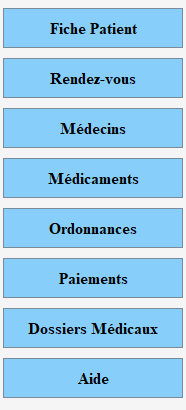 Fiche Patient
Rendez-vous
Médecins
Médicaments
Ordonnances
Paiements
Dossiers Médicaux
Aide